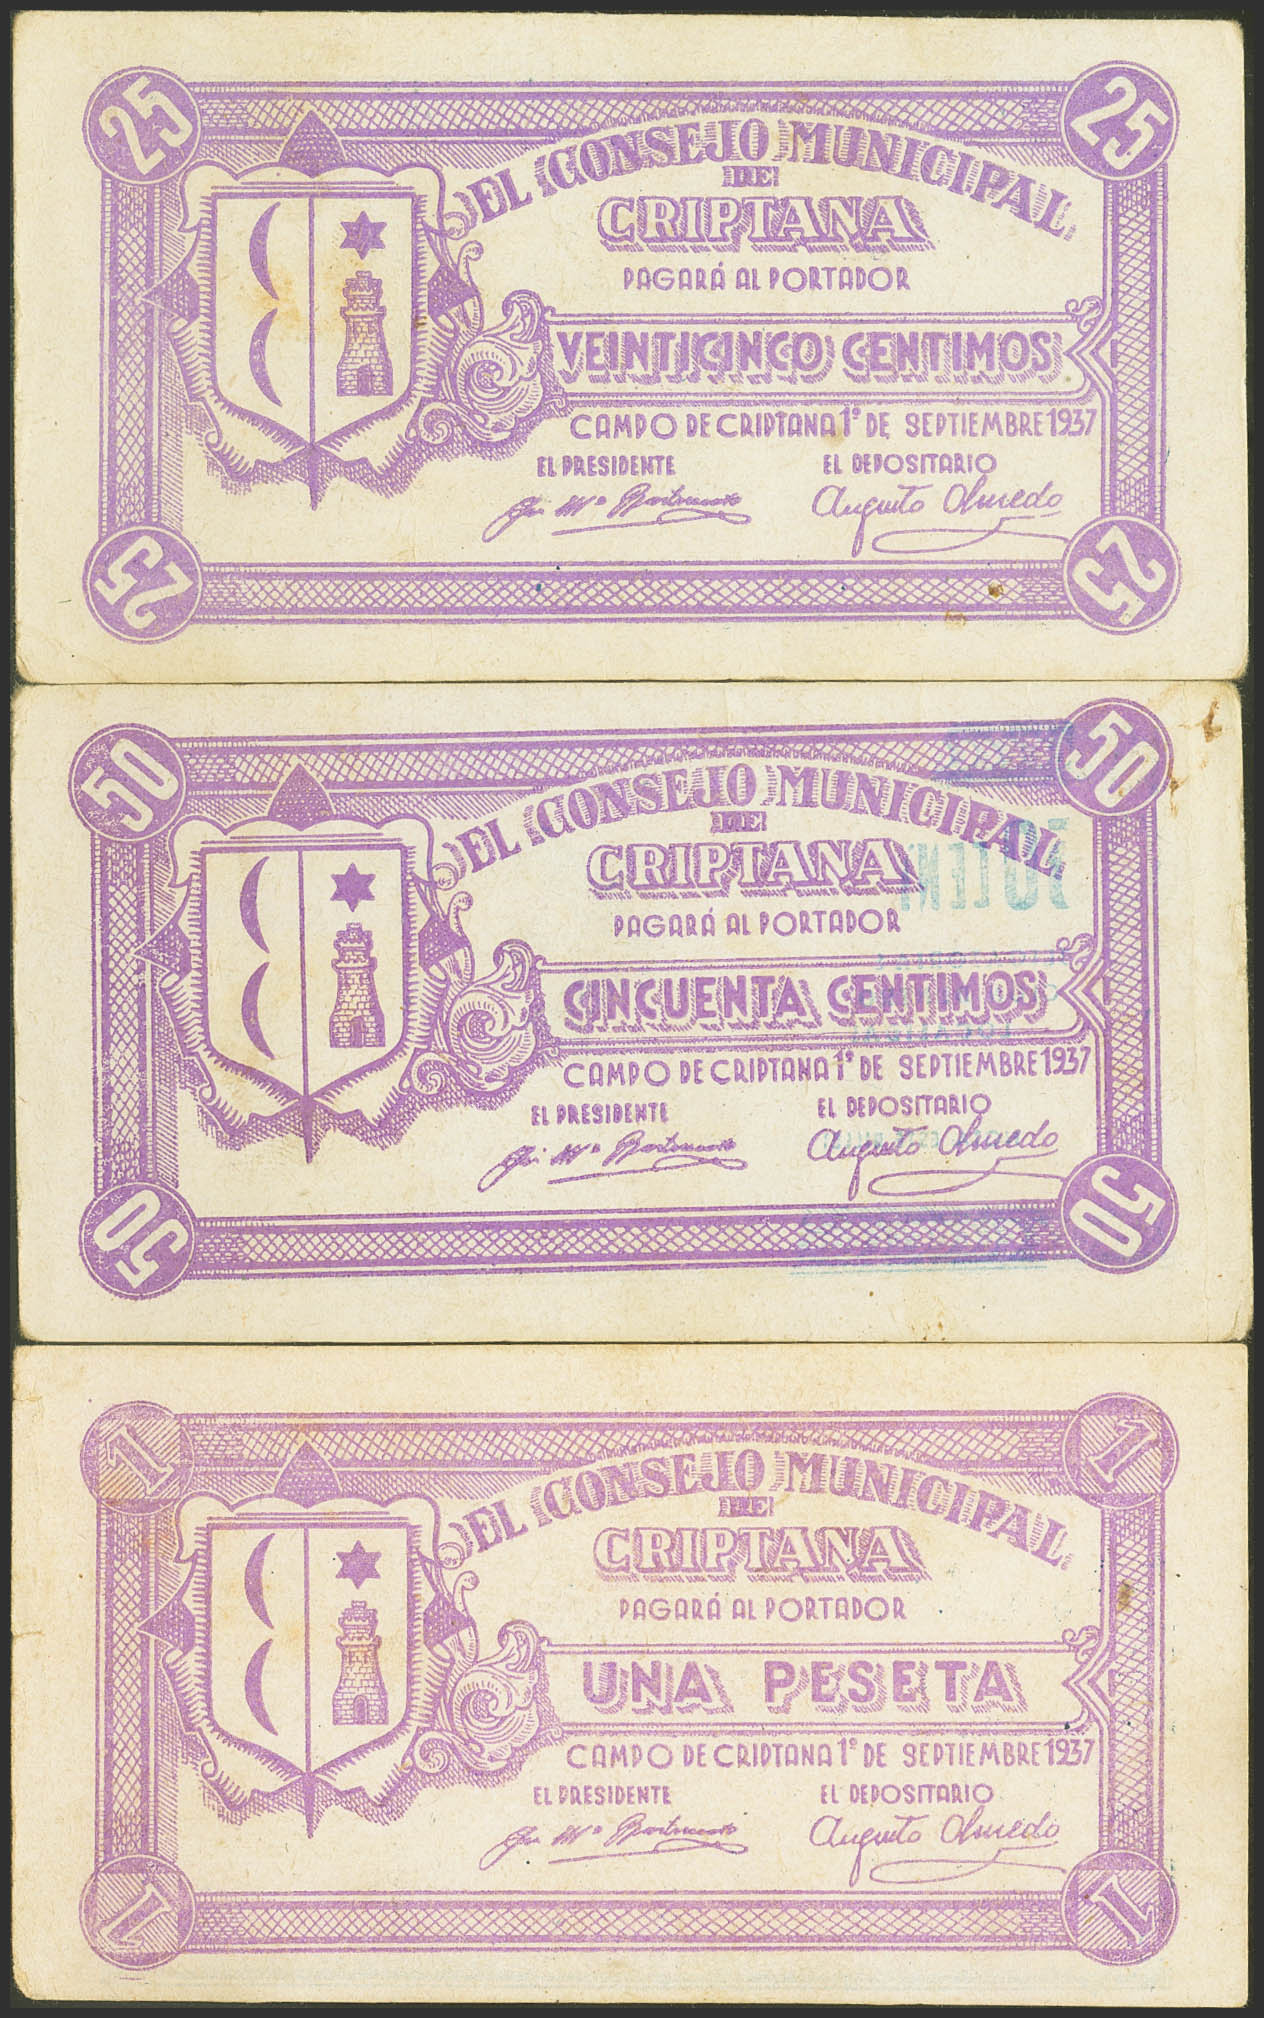 25
25
EL CONSEJO MUNICIPAL
DE
CRIPTANA
PAGARÁ AL PORTADOR
VEINTICINCO CENTIMOS
CAMPO DE CRIPTANA 1º DE SEPTIEMBRE 1937
EL PRESIDENTE
EL DEPOSITARIO
Augusto Olmedo
25
25
50
50
EL CONSEJO MUNICIPAL
DE
CRIPTANA
PAGARÁ AL PORTADOR
CINCUENTA CENTIMOS
CAMPO DE CRIPTANA 1º DE SEPTIEMBRE 1937
EL PRESIDENTE
EL DEPOSITARIO
Augusto Olmedo
50
50
1
1
EL CONSEJO MUNICIPAL
DE
CRIPTANA
PAGARÁ AL PORTADOR
UNA PESETA
CAMPO DE CRIPTANA 1º DE SEPTIEMBRE 1937
EL PRESIDENTE
EL DEPOSITARIO
Augusto Olmedo
1
1